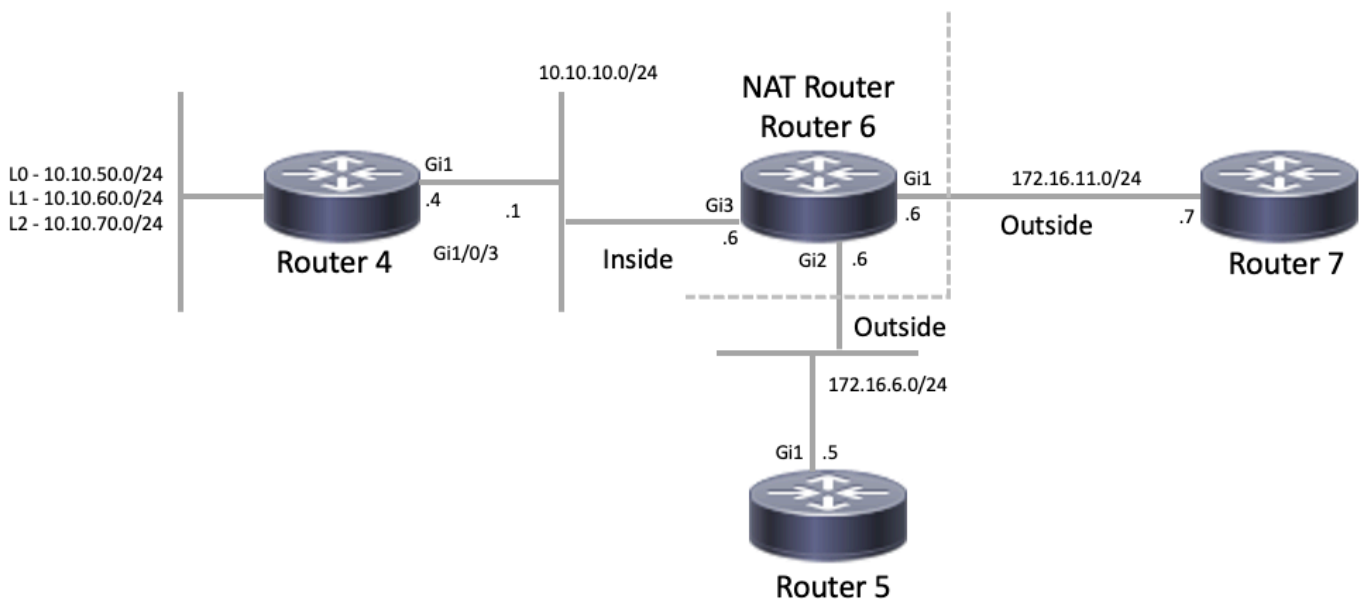 10.10.10.0/24
NAT Router
Router 6
L0 - 10.10.50.0/24
L1 - 10.10.60.0/24
L2 - 10.10.70.0/24
Gi1
.4
.1
Gi1/0/3
Router 4
Gi3
.6
Inside
Gi1
.6
172.16.11.0/24
Outside
.7
Router 7
Gi2
.6
Outside
172.16.6.0/24
Gi1
.5
Router 5